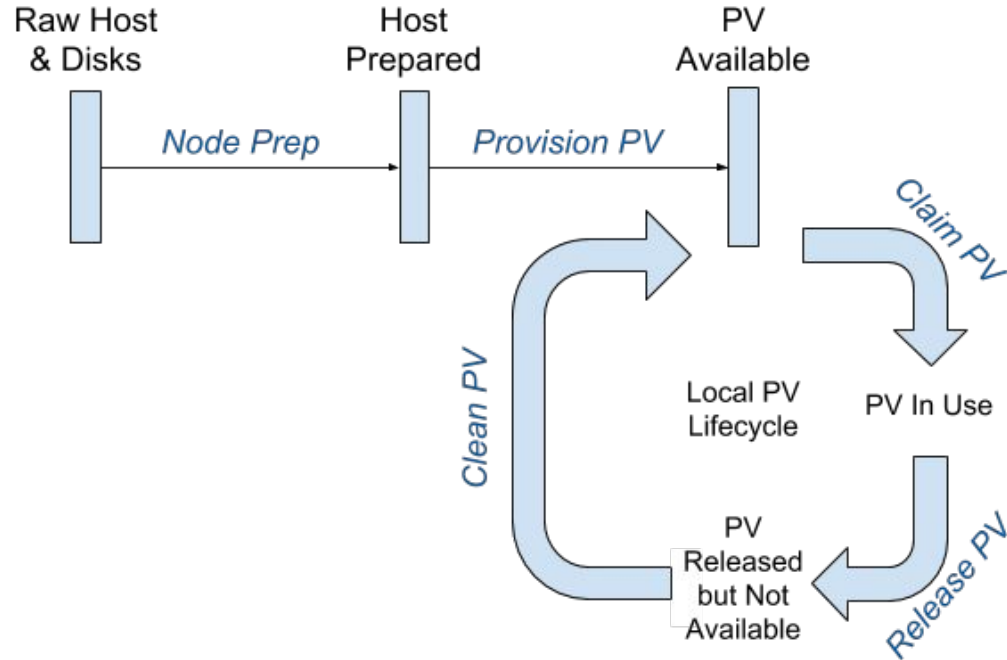 Raw Host
& Disks
Host
Prepared
PV
Available
Node Prep
Provision PV
Claim PV
Clean PV
Local PV
Lifecycle
PV In Use
PV
Released
but Not
Available
Release PV